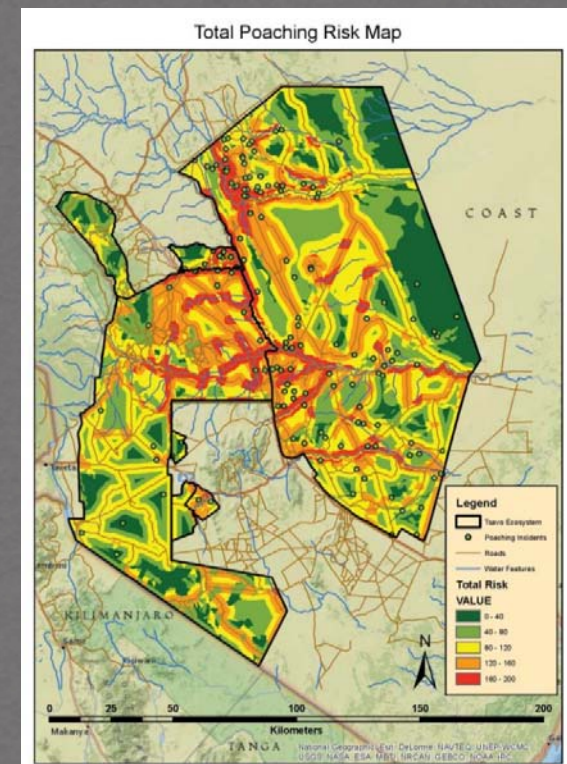 Total Poaching Risk Map
COAST
Taveta
Legend
Tsavo Ecosystem
Poaching Incidents
Roads
Water Features
Total Risk
VALUE
0 - 40
40 - 80
80 - 120
120 - 160
160 - 200
KILIMANJARO
N
0 25 50 100 150 200
Kilometers
Makanya
TANGA
National Geographic, Esri, DeLorme, NAVTEQ, UNEP-WCMC,
USGS, NASA, ESA, METI, NRCAN, GEBCO, NOAA, iPC